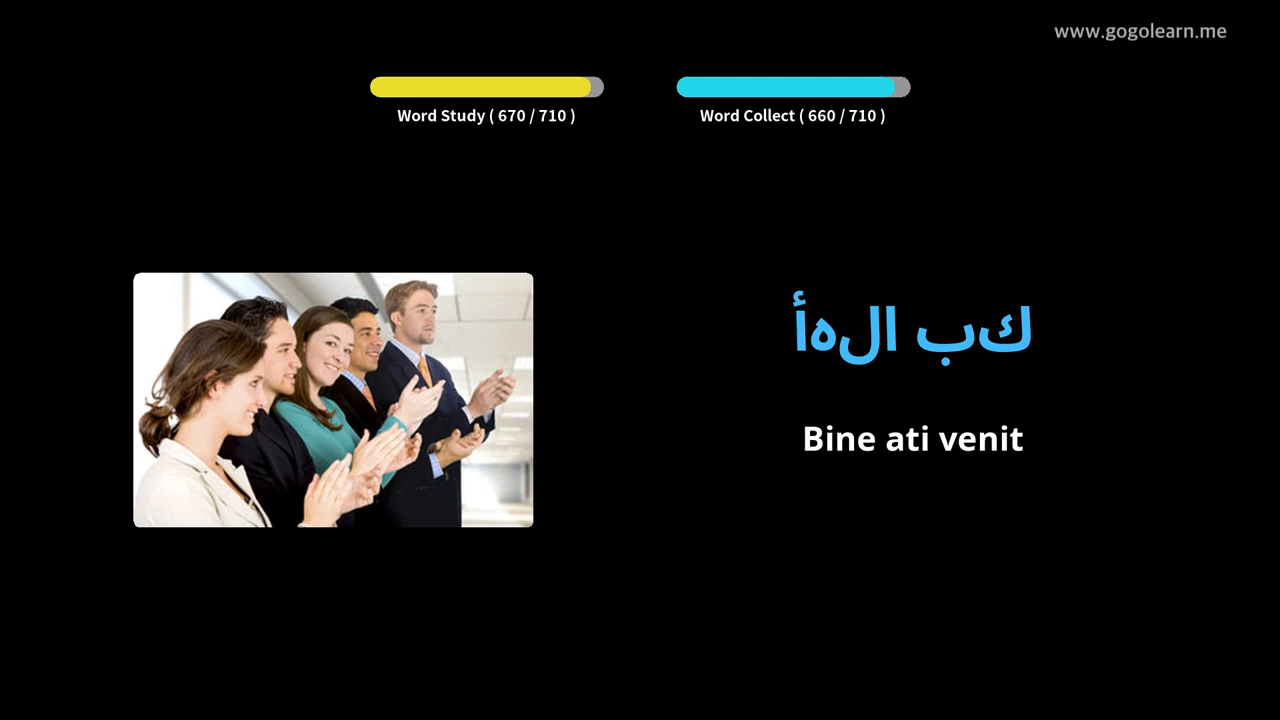 www.gogolearn.me
Word Study ( 670 / 710 )
Word Collect ( 660 / 710 )
كب الهأ
Bine ati venit